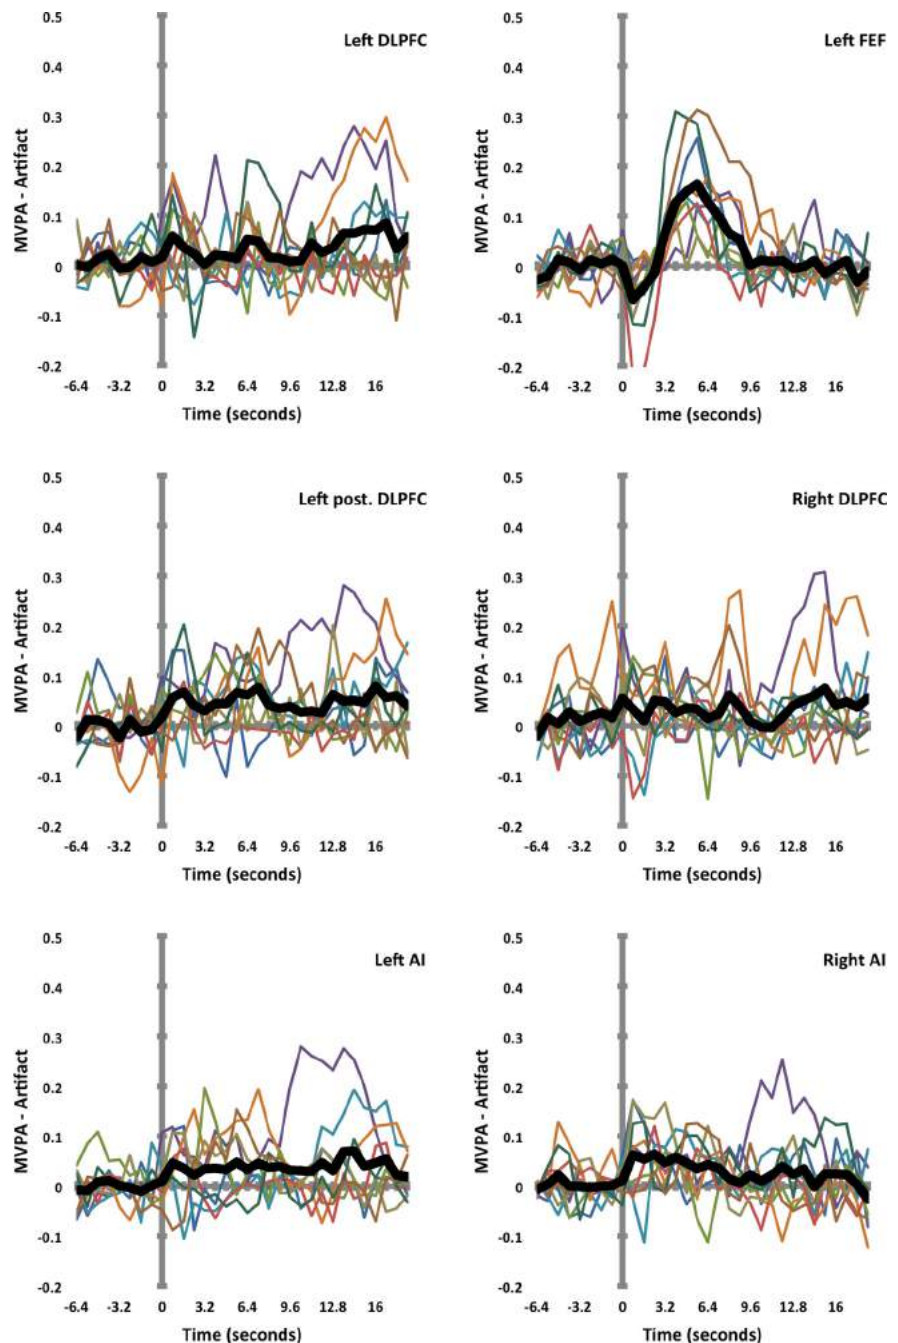 Left DLPFC
MVPA - Artifact
0.5
0.4
0.3
0.2
0.1
0
-0.1
-0.2
-6.4 -3.2 0 3.2 6.4 9.6 12.8 16
Time (seconds)
Left FEF
MVPA - Artifact
0.5
0.4
0.3
0.2
0.1
0
-0.1
-0.2
-6.4 -3.2 0 3.2 6.4 9.6 12.8 16
Time (seconds)
Left post. DLPFC
MVPA - Artifact
0.5
0.4
0.3
0.2
0.1
0
-0.1
-0.2
-6.4 -3.2 0 3.2 6.4 9.6 12.8 16
Time (seconds)
Right DLPFC
MVPA - Artifact
0.5
0.4
0.3
0.2
0.1
0
-0.1
-0.2
-6.4 -3.2 0 3.2 6.4 9.6 12.8 16
Time (seconds)
Left AI
MVPA - Artifact
0.5
0.4
0.3
0.2
0.1
0
-0.1
-0.2
-6.4 -3.2 0 3.2 6.4 9.6 12.8 16
Time (seconds)
Right AI
MVPA - Artifact
0.5
0.4
0.3
0.2
0.1
0
-0.1
-0.2
-6.4 -3.2 0 3.2 6.4 9.6 12.8 16
Time (seconds)